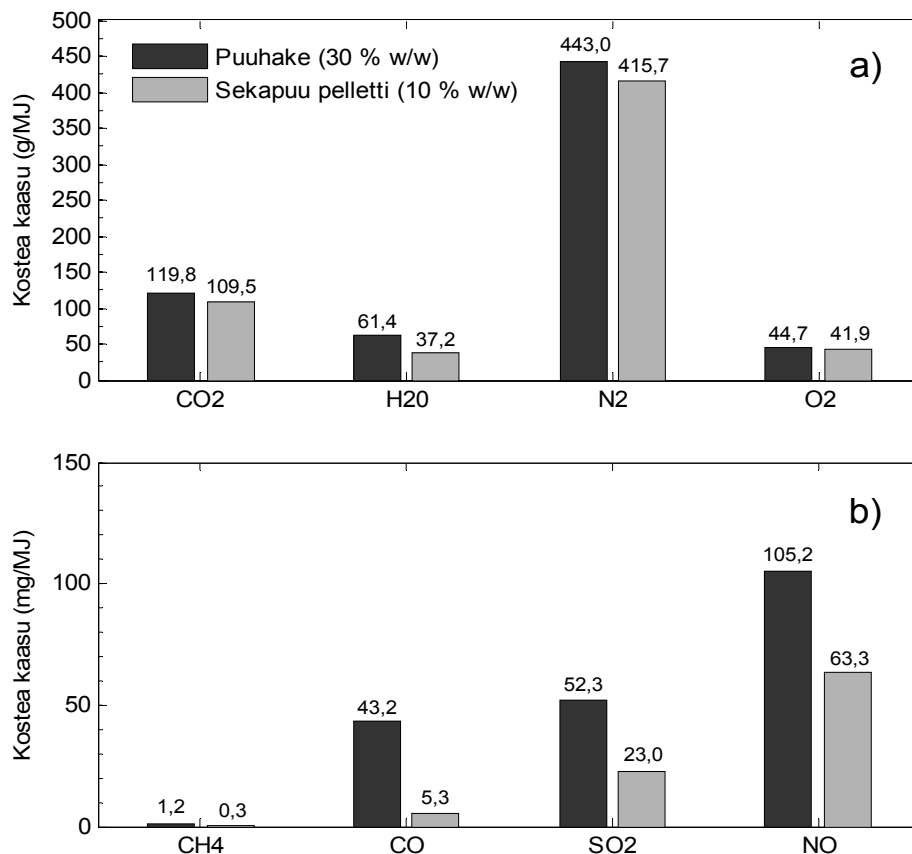 500
450
400
350
300
250
200
150
100
50
0
Kostea kaasu (g/MJ)
Puuhake (30 % w/w)
Sekapuu pelletti (10 % w/w)
a)
119,8
109,5
61,4
37,2
443,0
415,7
44,7
41,9
CO2
H20
N2
O2
150
100
50
0
Kostea kaasu (mg/MJ)
b)
1,2
0,3
43,2
5,3
52,3
23,0
105,2
63,3
CH4
CO
SO2
NO